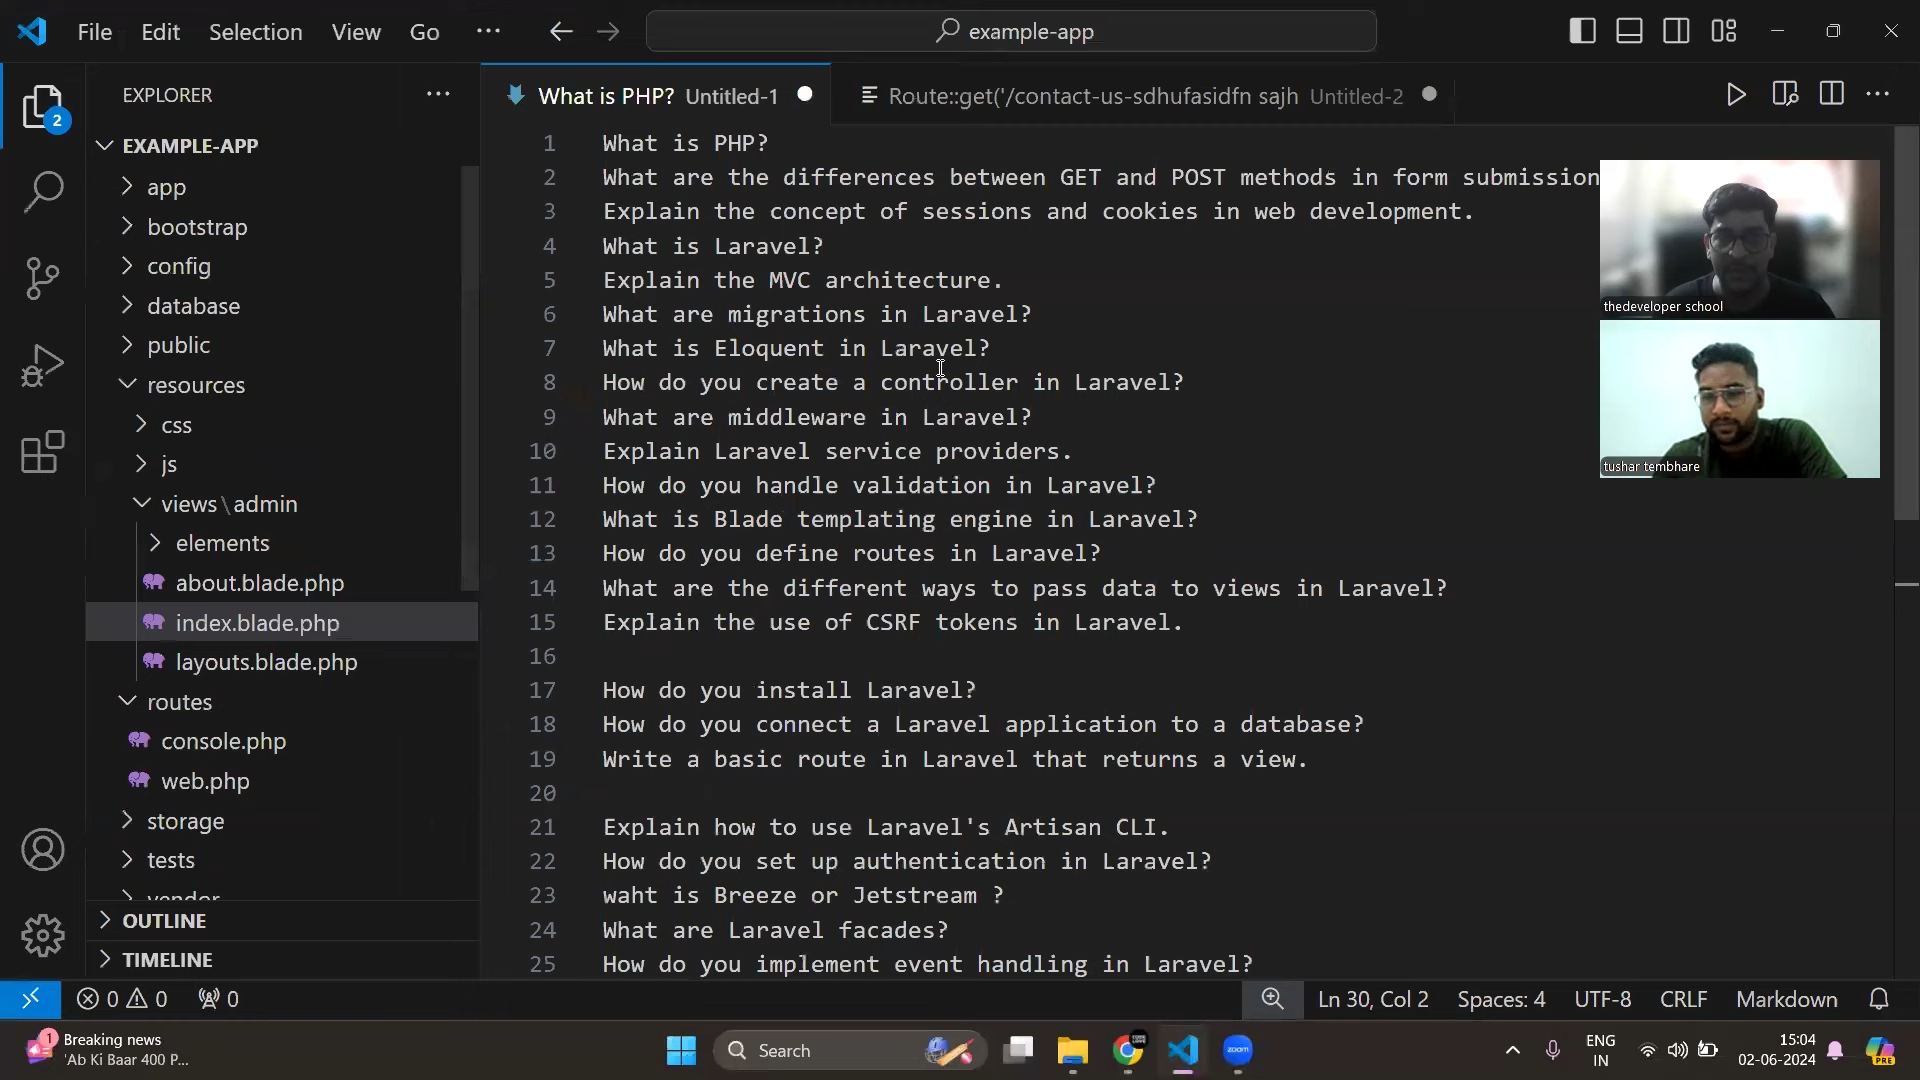 File Edit Selection View Go ... example-app
2
EXPLORER ...
What is PHP? Untitled-1
Route::get('/contact-us-sdhufasidfn sajh Untitled-2
EXAMPLE-APP
app
bootstrap
config
database
public
resources
css
js
views\admin
elements
about.blade.php
index.blade.php
layouts.blade.php
routes
console.php
web.php
storage
tests
vendor
OUTLINE
TIMELINE
1 What is PHP?
2 What are the differences between GET and POST methods in form submission
3 Explain the concept of sessions and cookies in web development.
4 What is Laravel?
5 Explain the MVC architecture.
6 What are migrations in Laravel?
7 What is Eloquent in Laravel?
8 How do you create a controller in Laravel?
9 What are middleware in Laravel?
10 Explain Laravel service providers.
11 How do you handle validation in Laravel?
12 What is Blade templating engine in Laravel?
13 How do you define routes in Laravel?
14 What are the different ways to pass data to views in Laravel?
15 Explain the use of CSRF tokens in Laravel.
16
17 How do you install Laravel?
18 How do you connect a Laravel application to a database?
19 Write a basic route in Laravel that returns a view.
20
21 Explain how to use Laravel's Artisan CLI.
22 How do you set up authentication in Laravel?
23 waht is Breeze or Jetstream ?
24 What are Laravel facades?
25 How do you implement event handling in Laravel?
thedeveloper school
tushar tembhare
0 0 0 Ln 30, Col 2 Spaces: 4 UTF-8 CRLF Markdown
1 Breaking news
'Ab Ki Baar 400 P...
Search
zoom
ENG
IN
15:04
02-06-2024
PRE